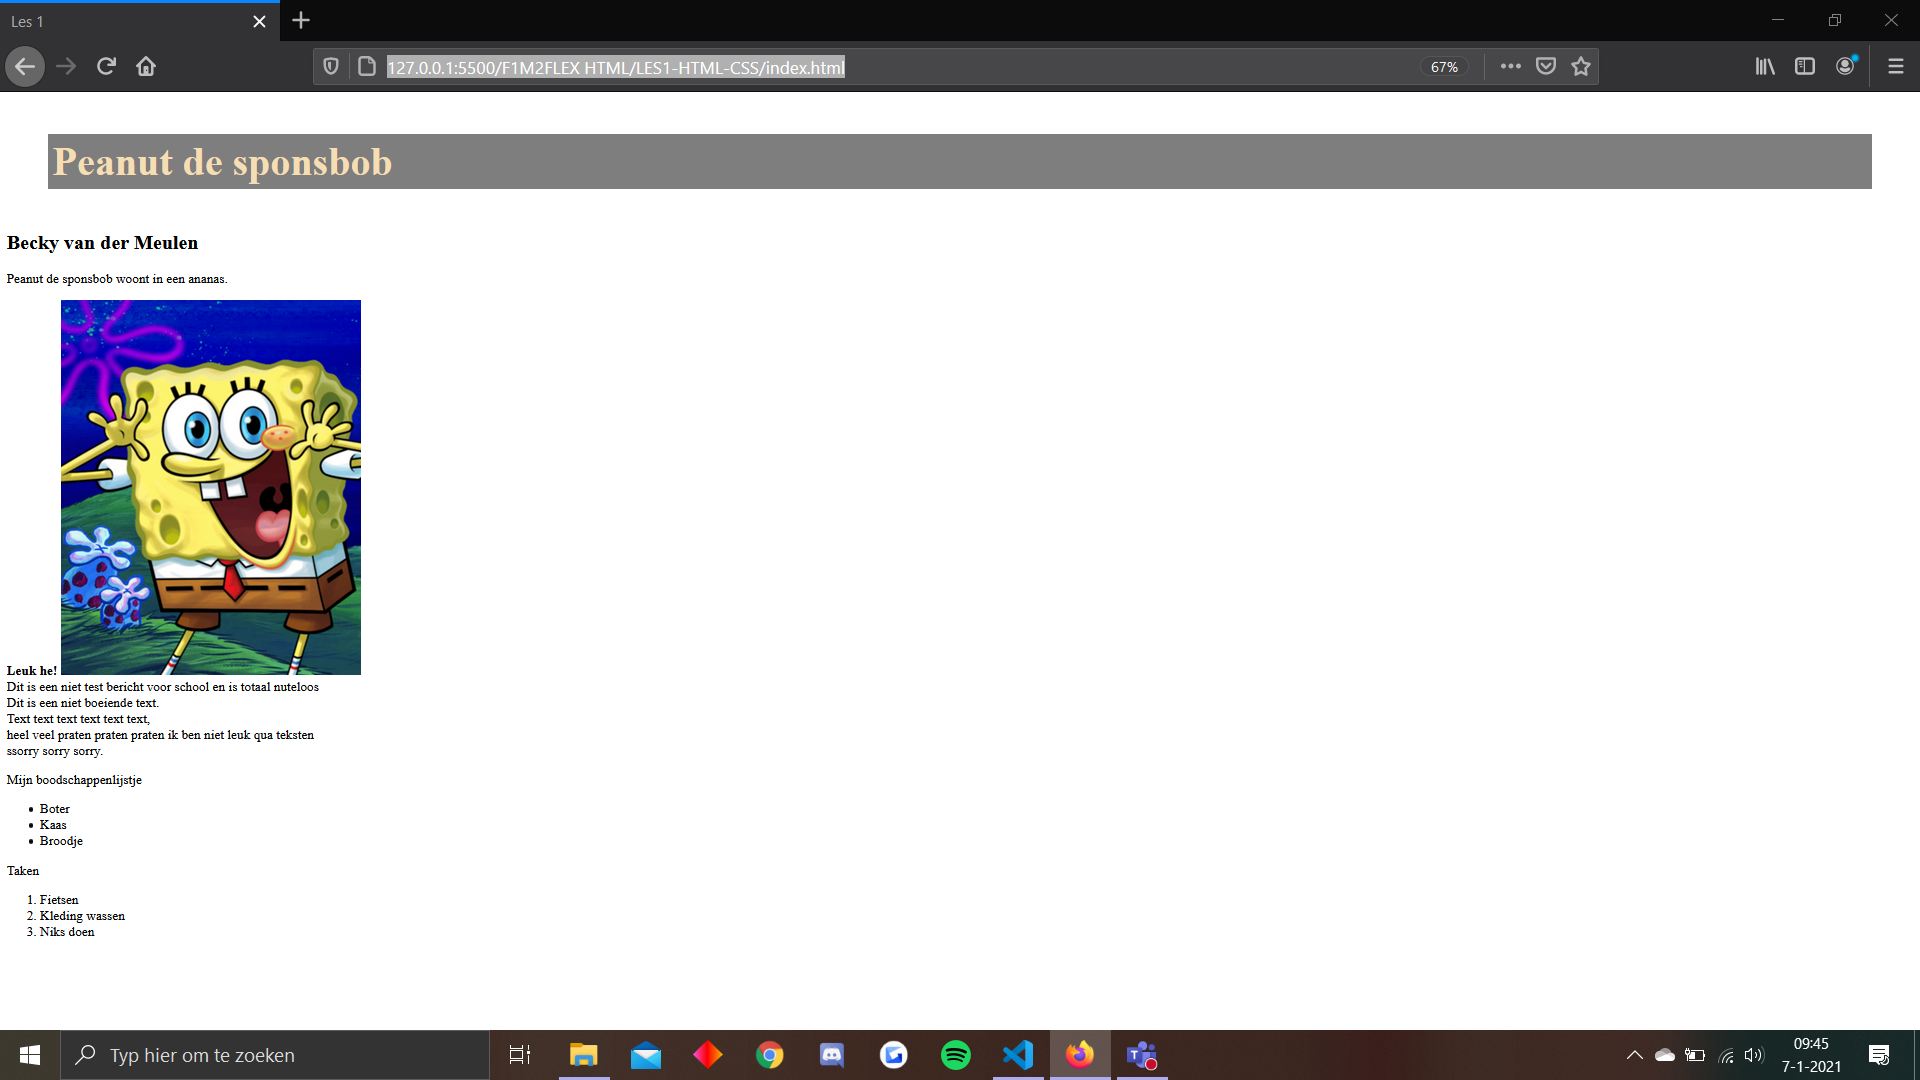 Les 1
127.0.0.1:5500/F1M2FLEX HTML/LES1-HTML-CSS/index.html
67%
Peanut de sponsbob
Becky van der Meulen
Peanut de sponsbob woont in een ananas.
Leuk he!
Dit is een niet test bericht voor school en is totaal nuteloos
Dit is een niet boeiende text.
Text text text text text text,
heel veel praten praten praten ik ben niet leuk qua teksten
ssorry sorry sorry.
Mijn boodschappenlijstje
Boter
Kaas
Broodje
Taken
1. Fietsen
2. Kleding wassen
3. Niks doen
Typ hier om te zoeken
09:45
7-1-2021